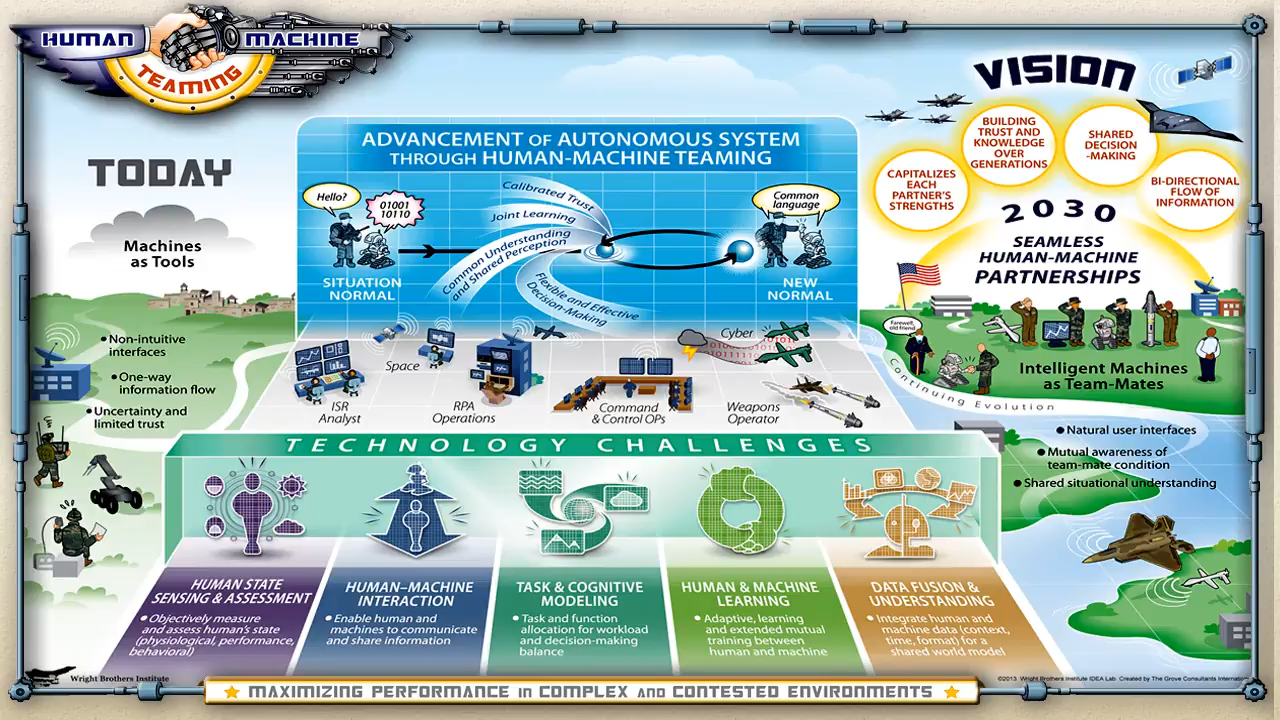 HUMAN MACHINE
TEAMING
TODAY
Machines
as Tools
• Non-intuitive
interfaces
• One-way
information flow
• Uncertainty and
limited trust
ADVANCEMENT OF AUTONOMOUS SYSTEM
THROUGH HUMAN-MACHINE TEAMING
Hello?
01001
10110
SITUATION
NORMAL
Calibrated Trust
Joint Learning
Common Understanding
and Shared Perception
Flexible and Effective
Decision-Making
Common
language
NEW
NORMAL
Space
Cyber
ISR
Analyst
RPA
Operations
Command
& Control OPs
Weapons
Operator
VISION
CAPITALIZES
EACH
PARTNER'S
STRENGTHS
BUILDING
TRUST AND
KNOWLEDGE
OVER
GENERATIONS
SHARED
DECISION
-MAKING
BI-DIRECTIONAL
FLOW OF
INFORMATION
2030
SEAMLESS
HUMAN-MACHINE
PARTNERSHIPS
Farewell,
old friend
Intelligent Machines
as Team-Mates
Continuing Evolution
• Natural user interfaces
• Mutual awareness of
team-mate condition
• Shared situational understanding
TECHNOLOGY CHALLENGES
HUMAN STATE
SENSING & ASSESSMENT
• Objectively measure
and assess human's state
(physiological, performance,
behavioral)
HUMAN–MACHINE
INTERACTION
• Enable human and
machines to communicate
and share information
TASK & COGNITIVE
MODELING
• Task and function
allocation for workload
and decision-making
balance
HUMAN & MACHINE
LEARNING
• Adaptive, learning
and extended mutual
training between
human and machine
DATA FUSION &
UNDERSTANDING
• Integrate human and
machine data (context,
time, format) for a
shared world model
Wright Brothers Institute
©2013 Wright Brothers Institute IDEA Lab. Created by The Grove Consultants
MAXIMIZING PERFORMANCE IN COMPLEX AND CONTESTED ENVIRONMENTS